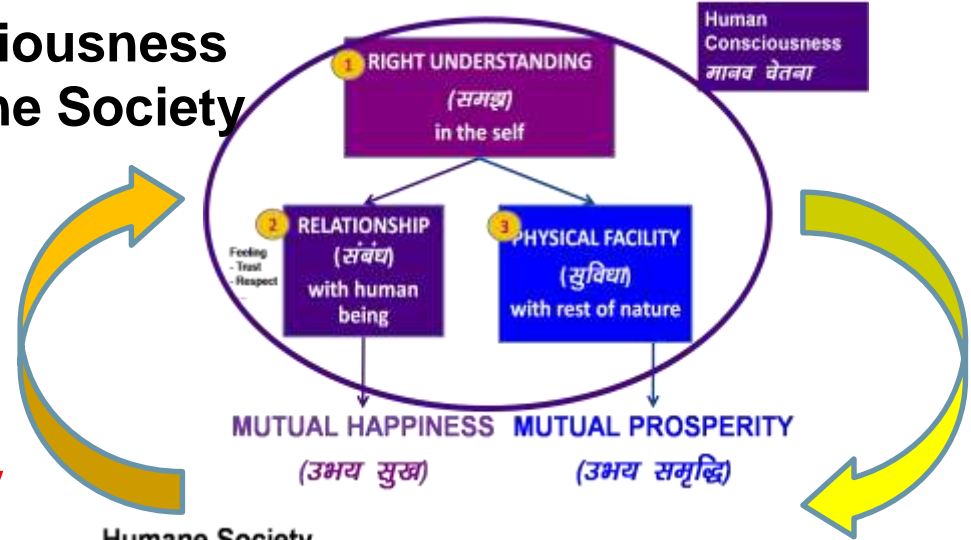 iousness
ne Society
Human
Consciousness
मानव चेतना
1
RIGHT UNDERSTANDING
(समझ)
in the self
2
RELATIONSHIP
(संबंध)
with human
being
Feeling
- Trust
- Respect
...
3
PHYSICAL FACILITY
(सुविधा)
with rest of nature
MUTUAL HAPPINESS
(उभय सुख)
MUTUAL PROSPERITY
(उभय समृद्धि)
Humane Society